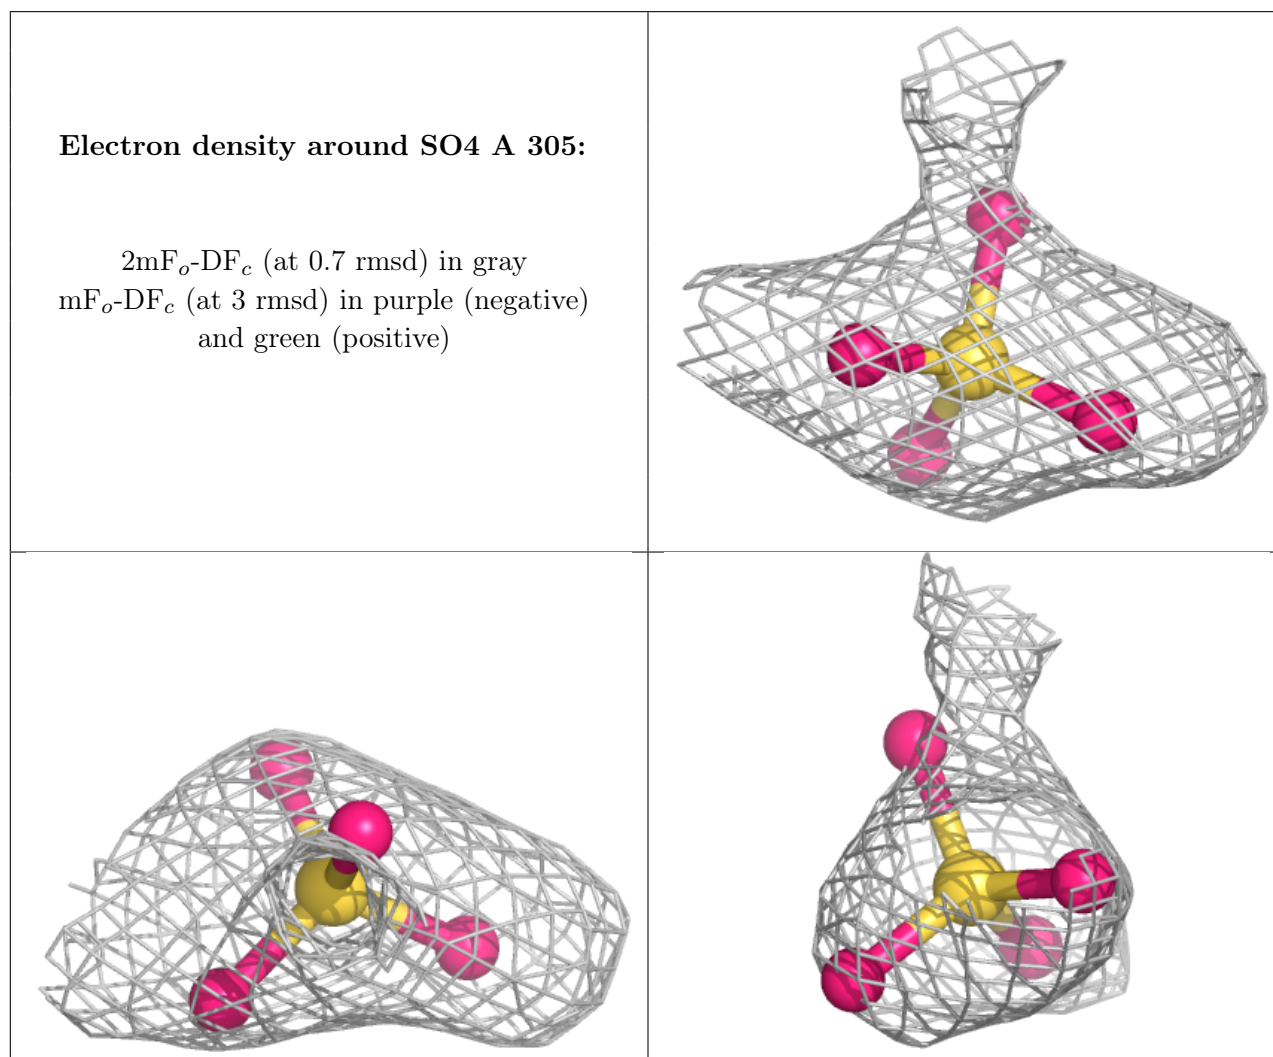 Electron density around SO4 A 305:
2mFo-DFc (at 0.7 rmsd) in gray
mFo-DFc (at 3 rmsd) in purple (negative)
and green (positive)